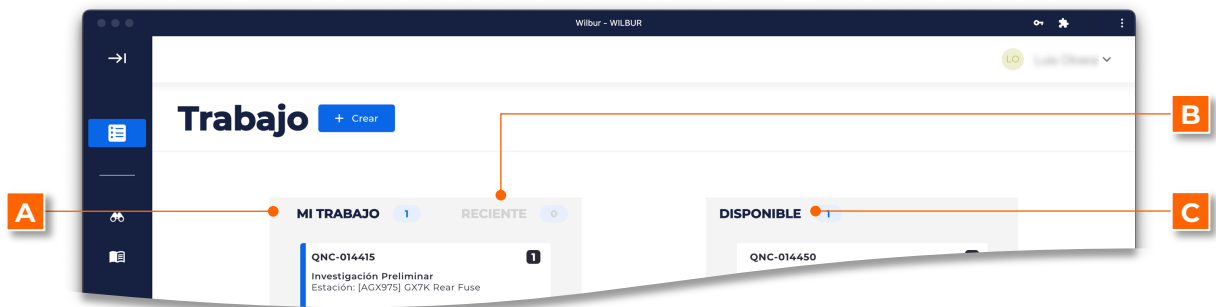 Wilbur - WILBUR
LO
Trabajo + Crear
B
A
MI TRABAJO 1 RECIENTE 0
DISPONIBLE 1
C
QNC-014415 1
Investigación Preliminar
Estación: [AGX975] GX7K Rear Fuse
QNC-014450